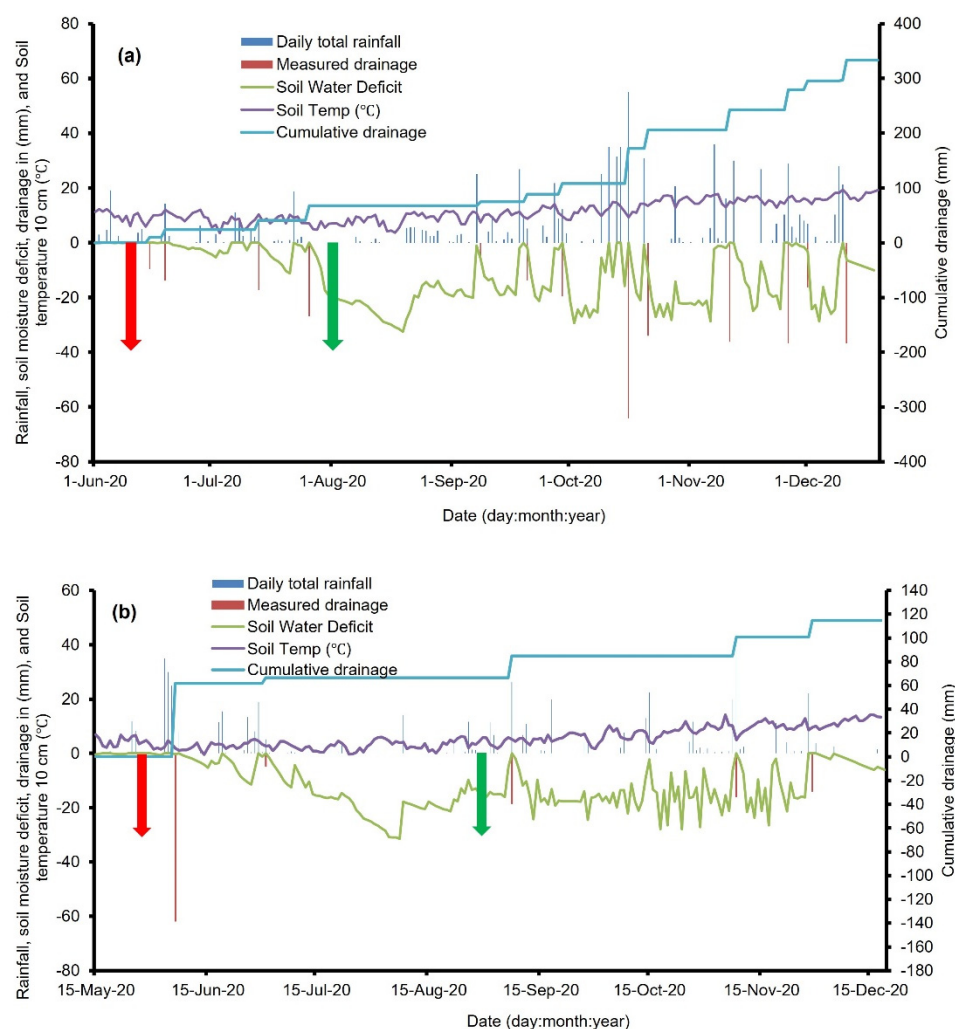 (a)
Daily total rainfall
Measured drainage
Soil Water Deficit
Soil Temp (℃)
Cumulative drainage
Rainfall, soil moisture deficit, drainage in (mm), and Soil
temperature 10 cm (℃)
80
60
40
20
0
-20
-40
-60
-80
400
300
200
100
0
-100
-200
-300
-400
Cumulative drainage (mm)
1-Jun-20
1-Jul-20
1-Aug-20
1-Sep-20
1-Oct-20
1-Nov-20
1-Dec-20
Date (day:month:year)
(b)
Daily total rainfall
Measured drainage
Soil Water Deficit
Soil Temp (℃)
Cumulative drainage
Rainfall, soil moisture deficit, drainage in (mm), and Soil
temperature 10 cm (℃)
60
40
20
0
-20
-40
-60
-80
140
120
100
80
60
40
20
0
-20
-40
-60
-80
-100
-120
-140
-160
-180
Cumulative drainage (mm)
15-May-20
15-Jun-20
15-Jul-20
15-Aug-20
15-Sep-20
15-Oct-20
15-Nov-20
15-Dec-20
Date (day:month:year)